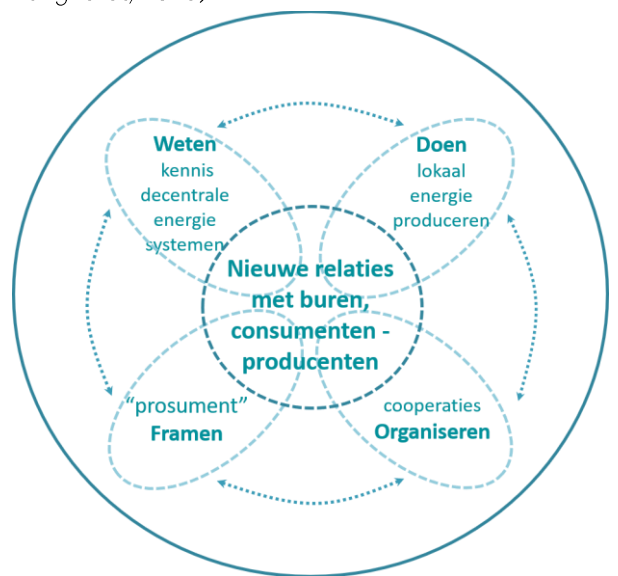 Weten
kennis
decentrale
energie
systemen
Doen
lokaal
energie
produceren
Nieuwe relaties
met buren,
consumenten -
producenten
“prosument”
Framen
cooperaties
Organiseren